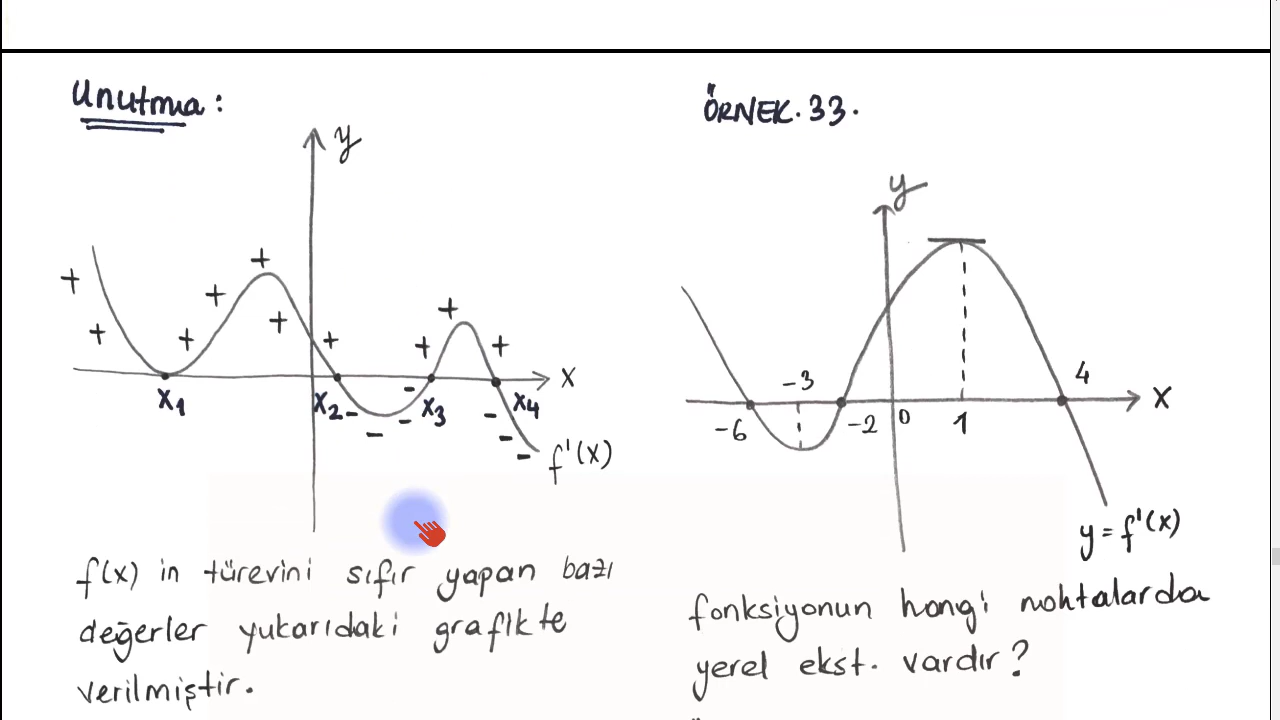 Unutma :
y
+ + + + + + + + + + +
x
x1 x2 x3 x4
- - - - - - -
f'(x)
f(x) in türevini sıfır yapan bazı
değerler yukarıdaki grafikte
verilmiştir.
ÖRNEK. 33.
y
-3
4
x
-6
-2
0
1
y = f'(x)
fonksiyonun hangi noktalarda
yerel ekst. vardır?